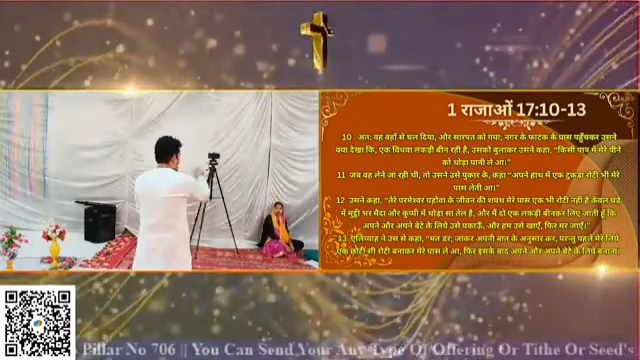 1 राजाओं 17:10-13
10 अतः वह वहाँ से चल दिया, और सारपत को गया; नगर के फाटक के पास पहुँचकर उसने
क्या देखा कि, एक विधवा लकड़ी बीन रही है, उसको बुलाकर उसने कहा, “किसी पात्र में मेरे पीने
को थोड़ा पानी ले आ।”
11 जब वह लेने जा रही थी, तो उसने उसे पुकार के, कहा “अपने हाथ में एक टुकड़ा रोटी भी मेरे
पास लेती आ।”
12 उसने कहा, “तेरे परमेश्वर यहोवा के जीवन की शपथ मेरे पास एक भी रोटी नहीं है केवल घड़े
में मुट्ठी भर मैदा और कुप्पी में थोड़ा सा तेल है, और मैं दो एक लकड़ी बीनकर लिए जाती हूँ कि
अपने और अपने बेटे के लिये उसे पकाऊँ, और हम उसे खाएँ, फिर मर जाएँ।”
13 एलिय्याह ने उस से कहा, “मत डर; जाकर अपनी बात के अनुसार कर, परन्तु पहले मेरे लिये
एक छोटी सी रोटी बनाकर मेरे पास ले आ, फिर इसके बाद अपने और अपने बेटे के लिये बनाना।
Pillar No 706 || You Can Send Your Any Type Of Offering Or Tithe Or Seed's